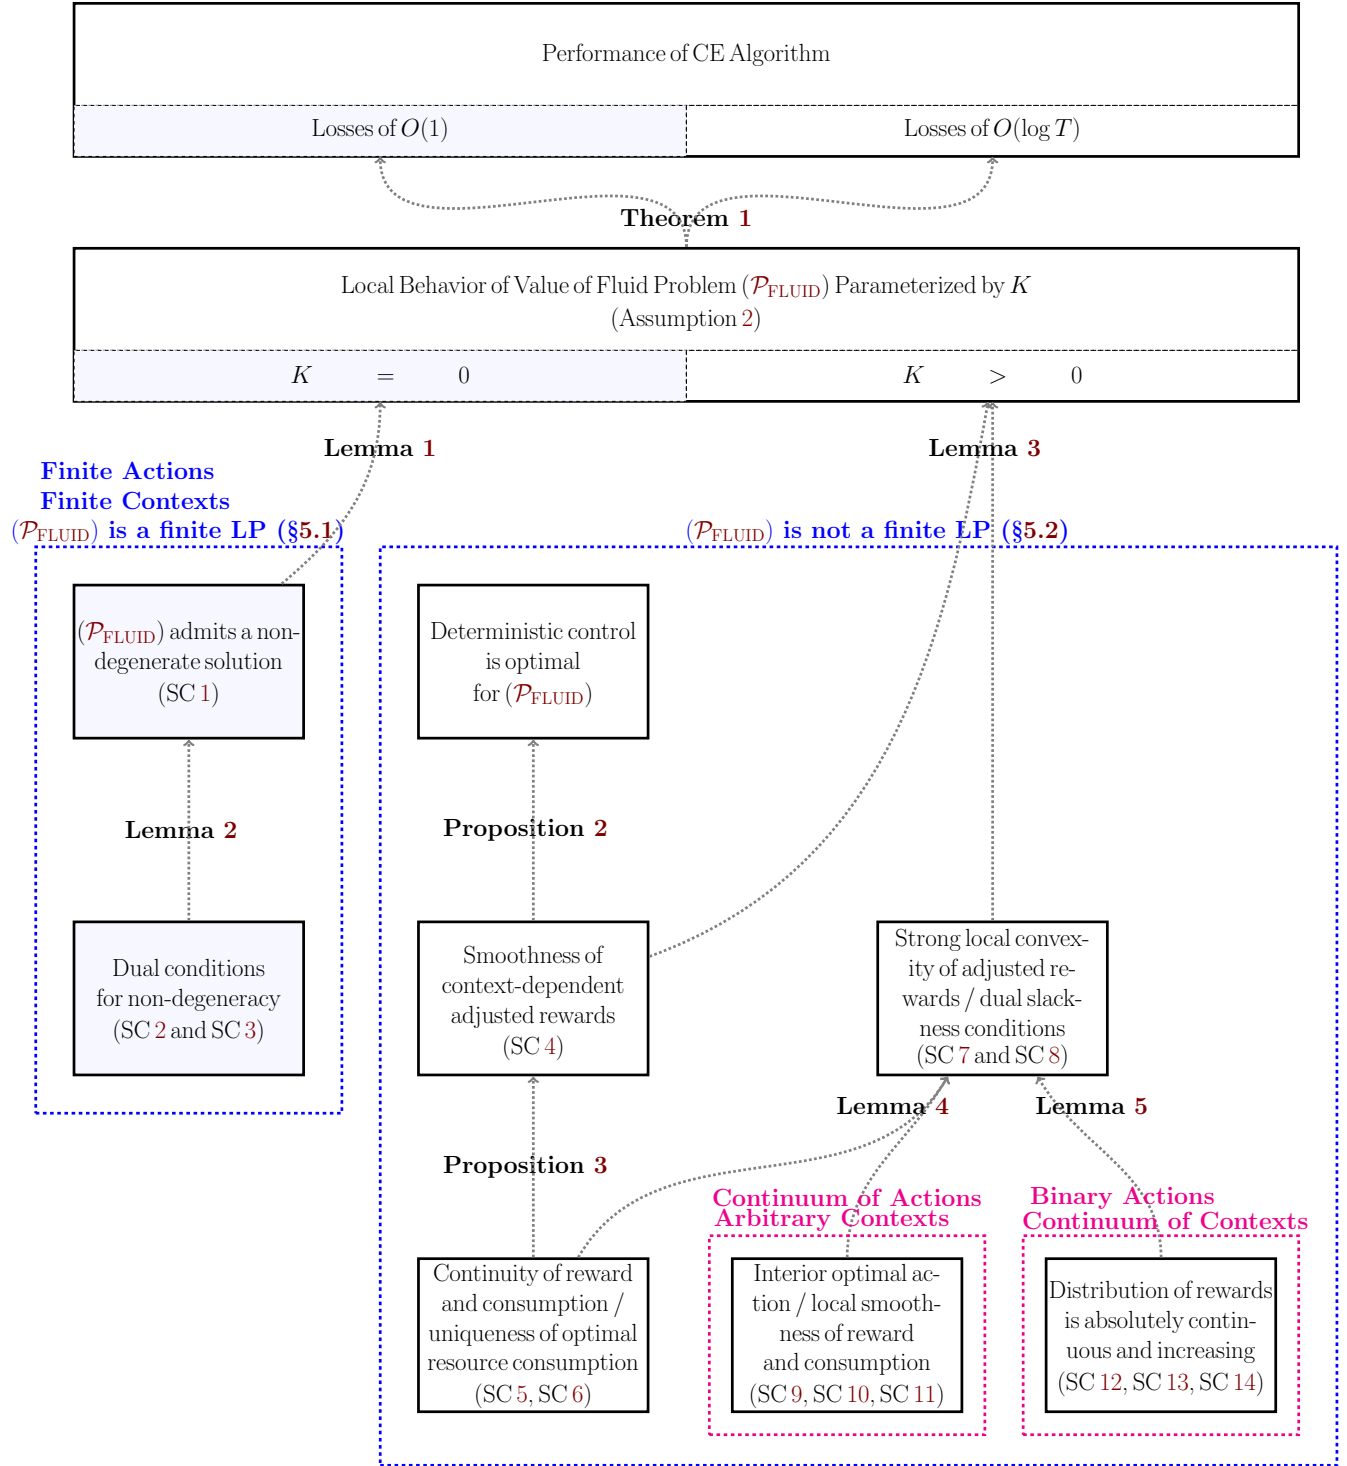 Performance of CE Algorithm
Losses of O(1)
Losses of O(log T)
Theorem 1
Local Behavior of Value of Fluid Problem (𝒫FLUID) Parameterized by K
(Assumption 2)
K = 0
K > 0
Lemma 1
Lemma 3
Finite Actions
Finite Contexts
(𝒫FLUID) is a finite LP (§5.1)
(𝒫FLUID) is not a finite LP (§5.2)
(𝒫FLUID) admits a non-
degenerate solution
(SC 1)
Deterministic control
is optimal
for (𝒫FLUID)
Lemma 2
Proposition 2
Dual conditions
for non-degeneracy
(SC 2 and SC 3)
Smoothness of
context-dependent
adjusted rewards
(SC 4)
Strong local convex-
ity of adjusted re-
wards / dual slack-
ness conditions
(SC 7 and SC 8)
Lemma 4
Lemma 5
Proposition 3
Continuum of Actions
Arbitrary Contexts
Binary Actions
Continuum of Contexts
Continuity of reward
and consumption /
uniqueness of optimal
resource consumption
(SC 5, SC 6)
Interior optimal ac-
tion / local smooth-
ness of reward
and consumption
(SC 9, SC 10, SC 11)
Distribution of rewards
is absolutely contin-
uous and increasing
(SC 12, SC 13, SC 14)